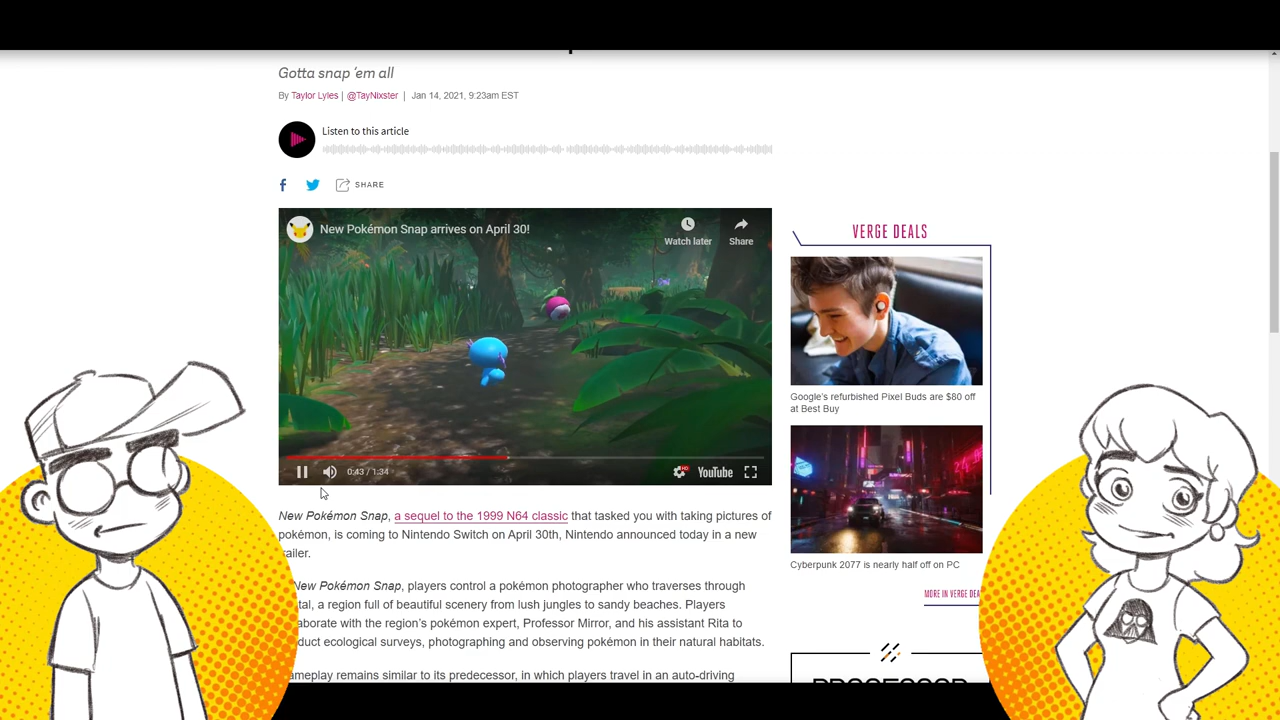 Gotta snap 'em all
By Taylor Lyles | @TayNixster | Jan 14, 2021, 9:23am EST
Listen to this article
SHARE
New Pokémon Snap arrives on April 30!
Watch later
Share
0:43 / 1:34
HD
YouTube
New Pokémon Snap, a sequel to the 1999 N64 classic that tasked you with taking pictures of
pokémon, is coming to Nintendo Switch on April 30th, Nintendo announced today in a new
railer.
New Pokémon Snap, players control a pokémon photographer who traverses through
tal, a region full of beautiful scenery from lush jungles to sandy beaches. Players
aborate with the region's pokémon expert, Professor Mirror, and his assistant Rita to
duct ecological surveys, photographing and observing pokémon in their natural habitats.
ameplay remains similar to its predecessor, in which players travel in an auto-driving
VERGE DEALS
Google's refurbished Pixel Buds are $80 off
at Best Buy
Cyberpunk 2077 is nearly half off on PC
MORE IN VERGE DEA